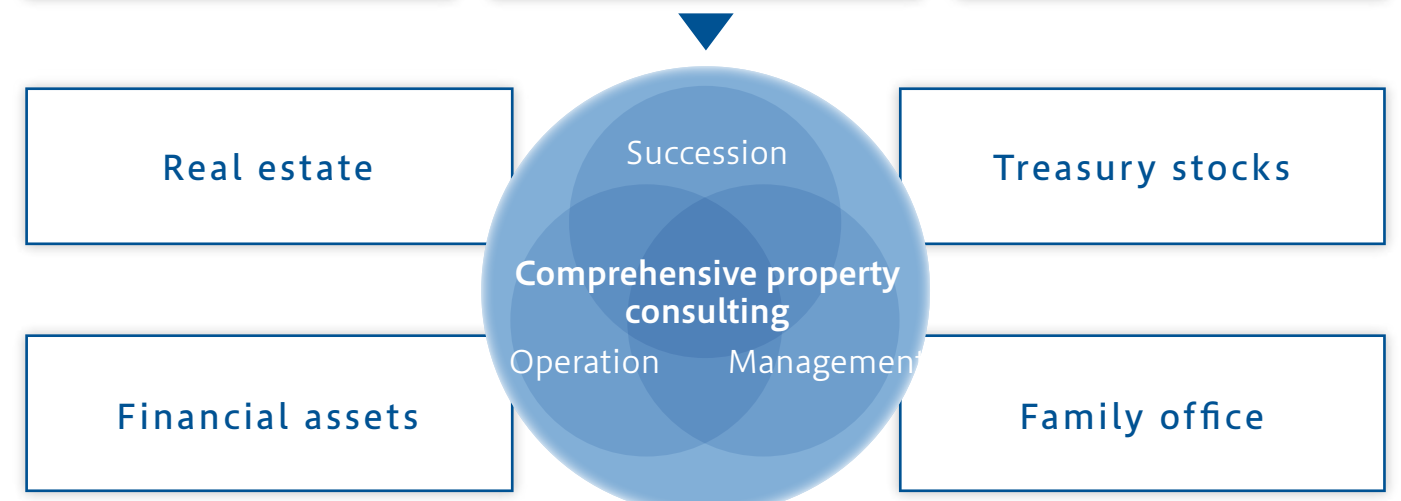 Succession
Real estate
Treasury stocks
Comprehensive property
consulting
Operation
Management
Financial assets
Family office